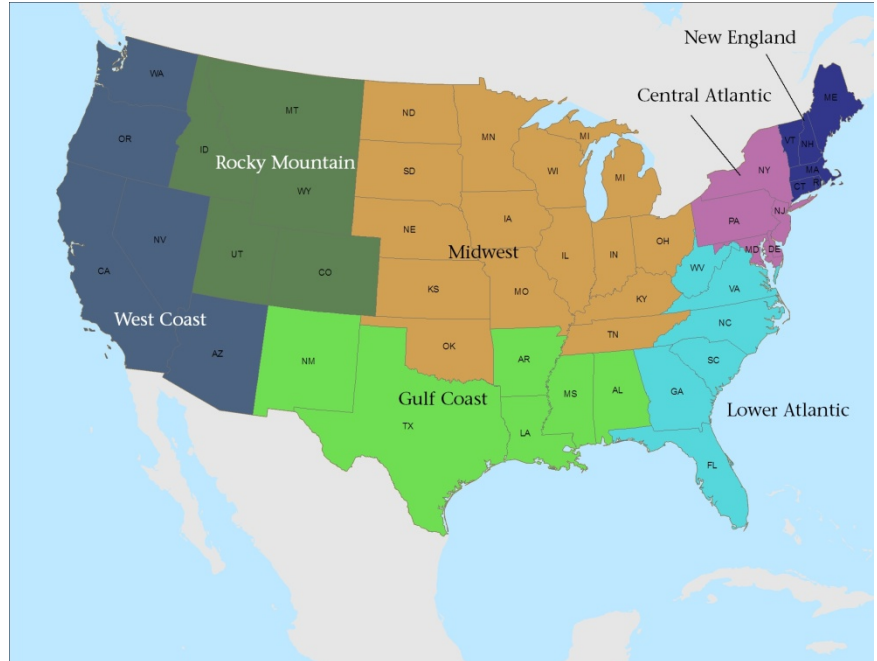 New England
Central Atlantic
WA
MT
ND
ME
OR
ID
MN
MI
VT
NH
Rocky Mountain
SD
WI
MI
NY
MA
WY
CT
NV
NE
IA
PA
NJ
UT
CO
Midwest
IL
IN
OH
MD
DE
CA
KS
MO
WV
VA
KY
West Coast
AZ
NM
OK
AR
TN
NC
SC
Gulf Coast
MS
AL
GA
Lower Atlantic
TX
LA
FL